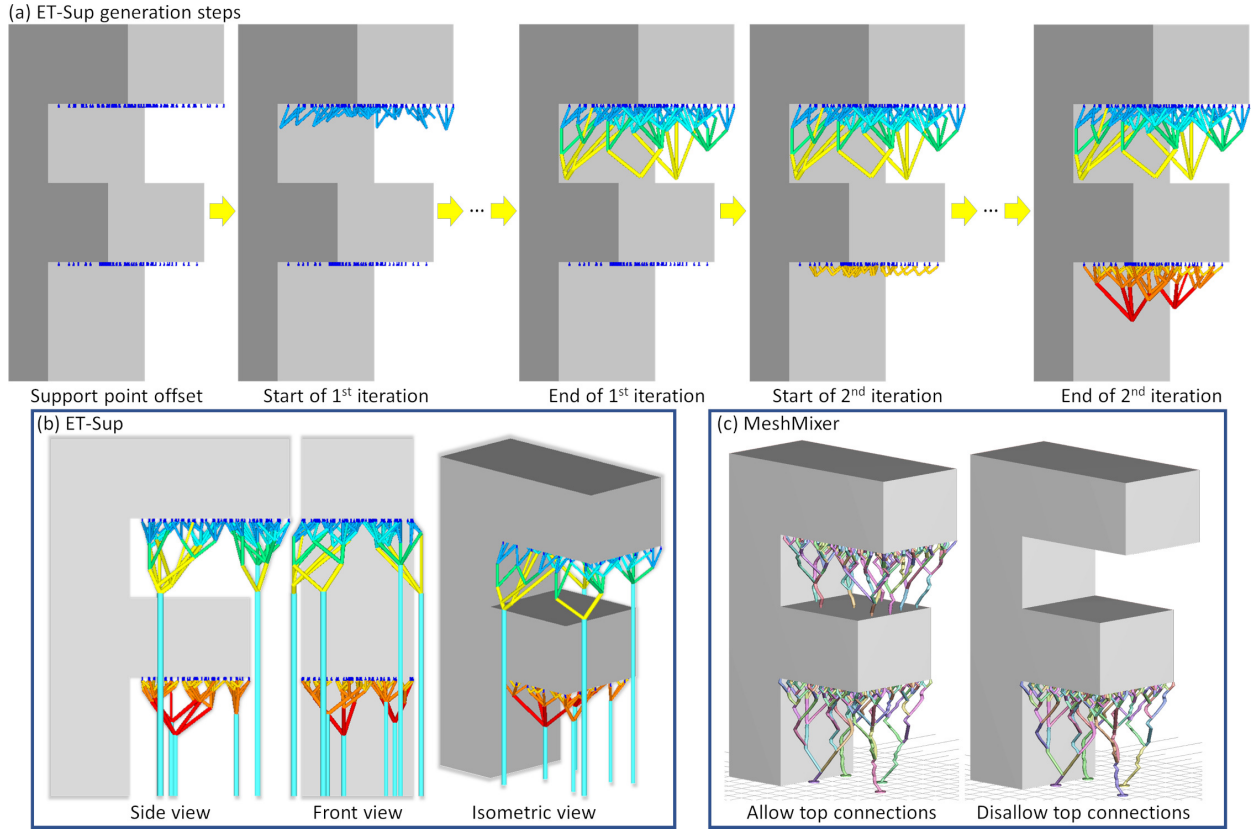 (a) ET-Sup generation steps
... ...
Support point offset Start of 1st iteration End of 1st iteration Start of 2nd iteration End of 2nd iteration
(b) ET-Sup
(c) MeshMixer
Side view Front view Isometric view
Allow top connections Disallow top connections